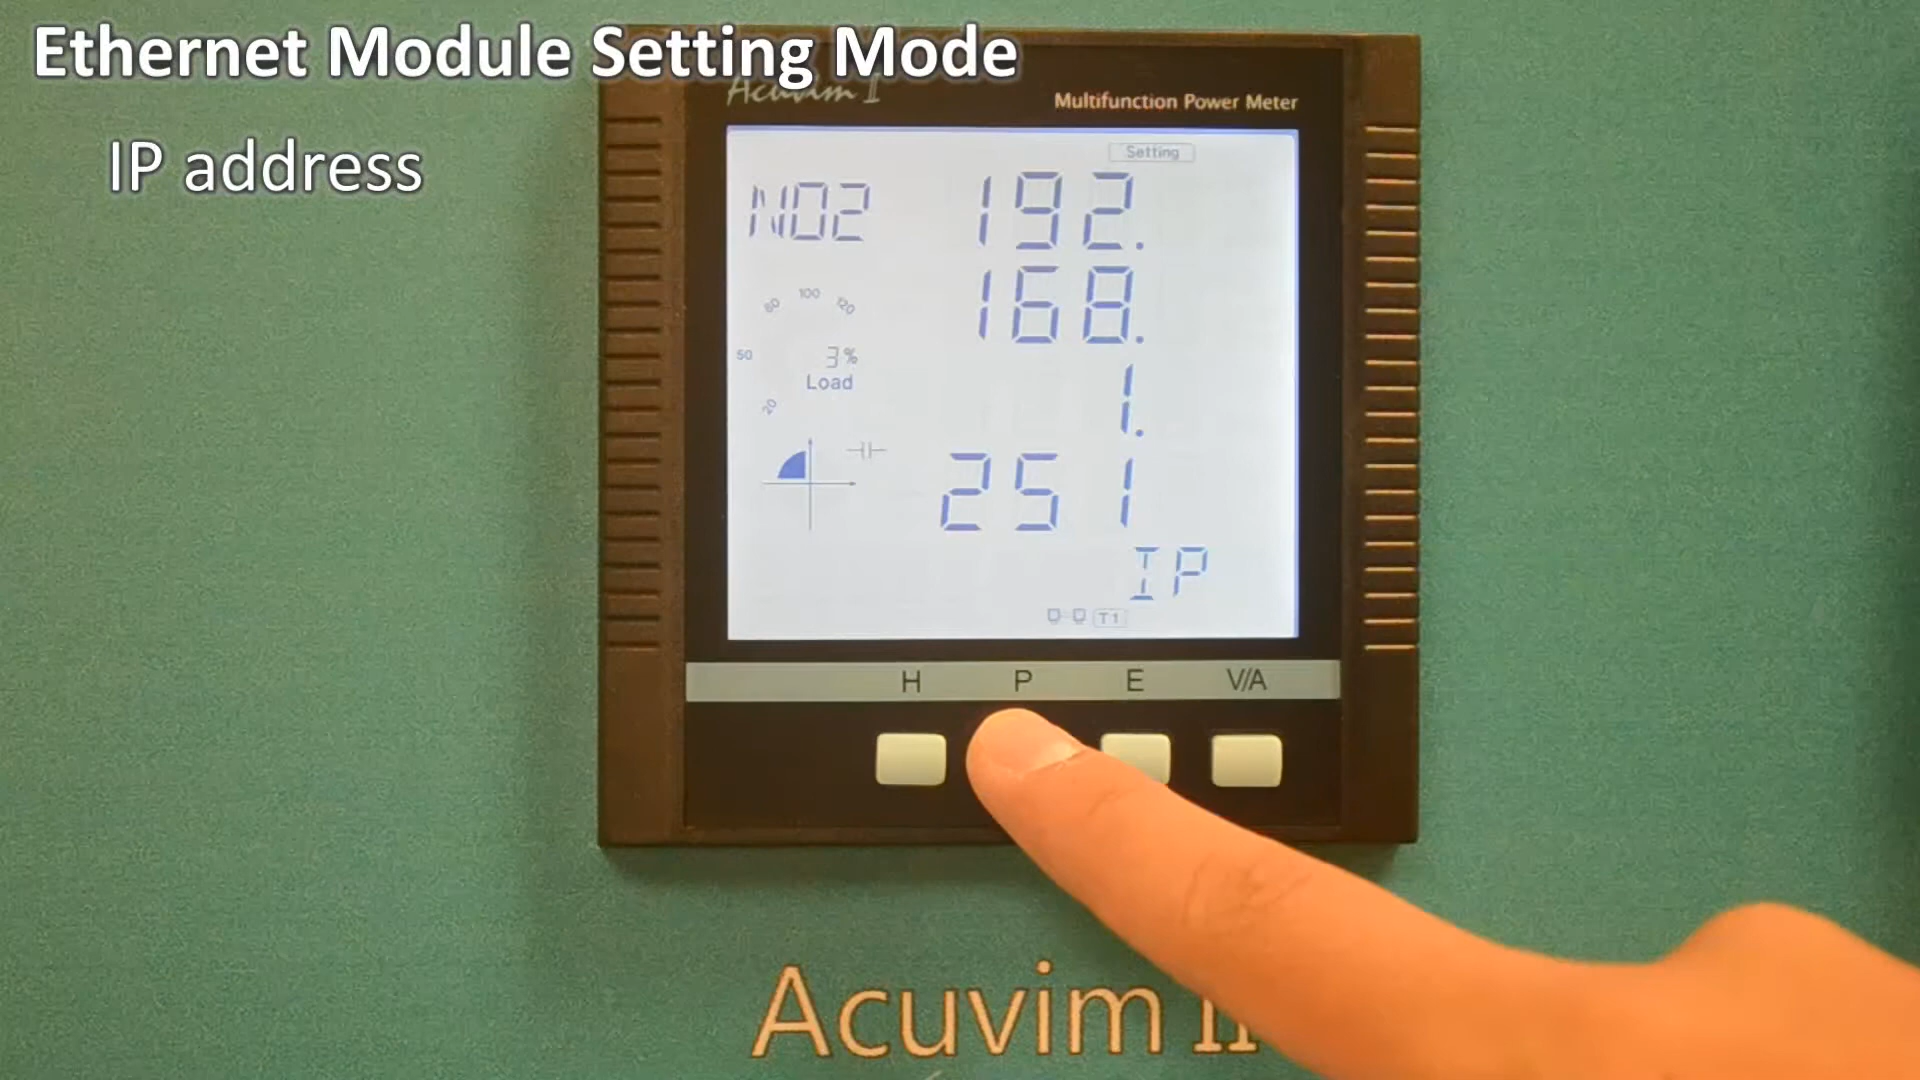 Ethernet Module Setting Mode
IP address
Acuvim II
Multifunction Power Meter
Setting
N02
192.
168.
1.
251
IP
80 100 120
50
3%
Load
20
T1
H P E V/A
Acuvim II